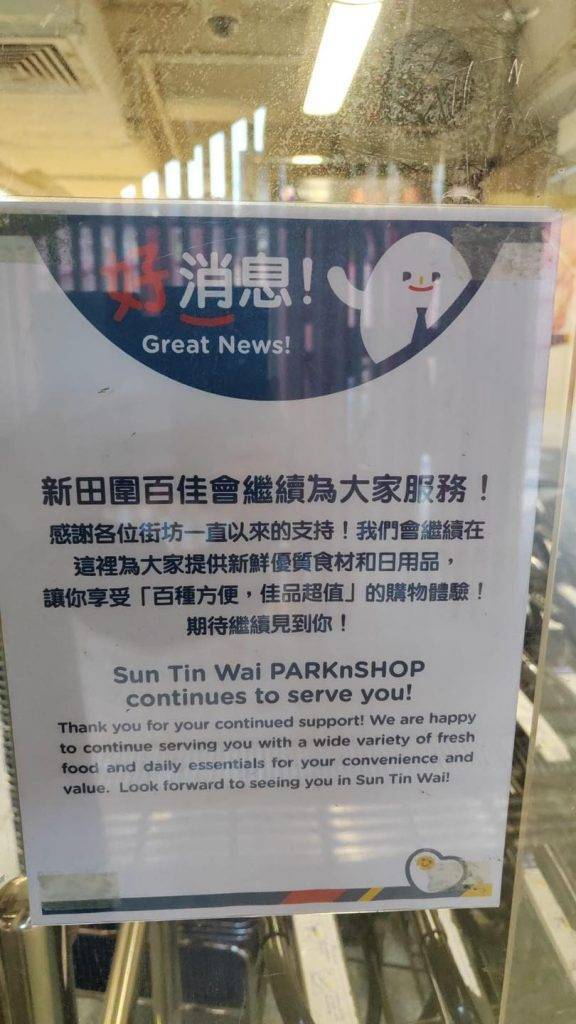 好消息!
Great News!
新田圍百佳會繼續為大家服務!
感謝各位街坊一直以來的支持!我們會繼續在
這裡為大家提供新鮮優質食材和日用品,
讓你享受「百種方便,佳品超值」的購物體驗!
期待繼續見到你!
Sun Tin Wai PARKnSHOP
continues to serve you!
Thank you for your continued support! We are happy
to continue serving you with a wide variety of fresh
food and daily essentials for your convenience and
value. Look forward to seeing you in Sun Tin Wai!